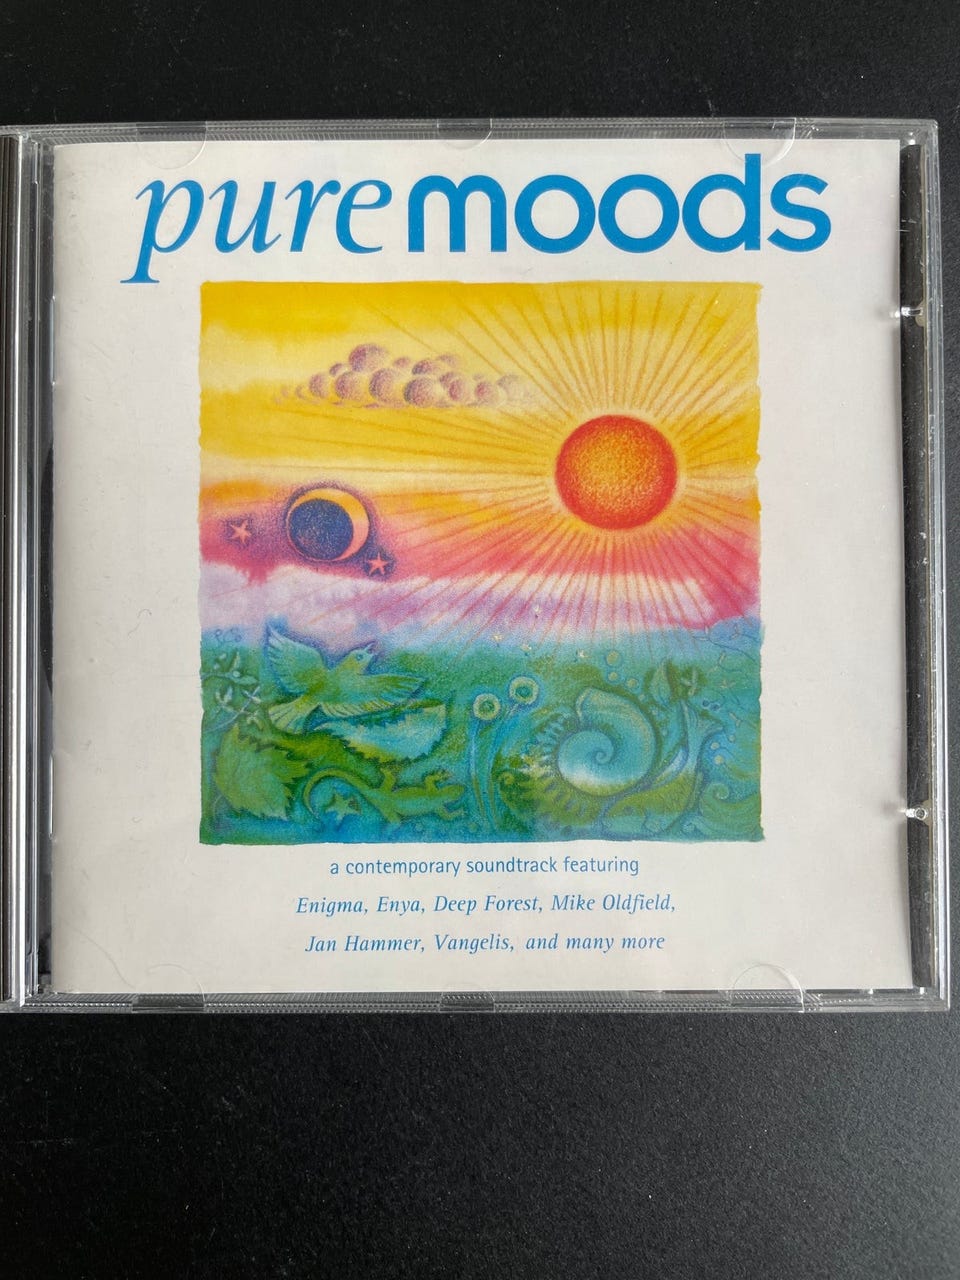 pure moods
a contemporary soundtrack featuring
Enigma, Enya, Deep Forest, Mike Oldfield,
Jan Hammer, Vangelis, and many more